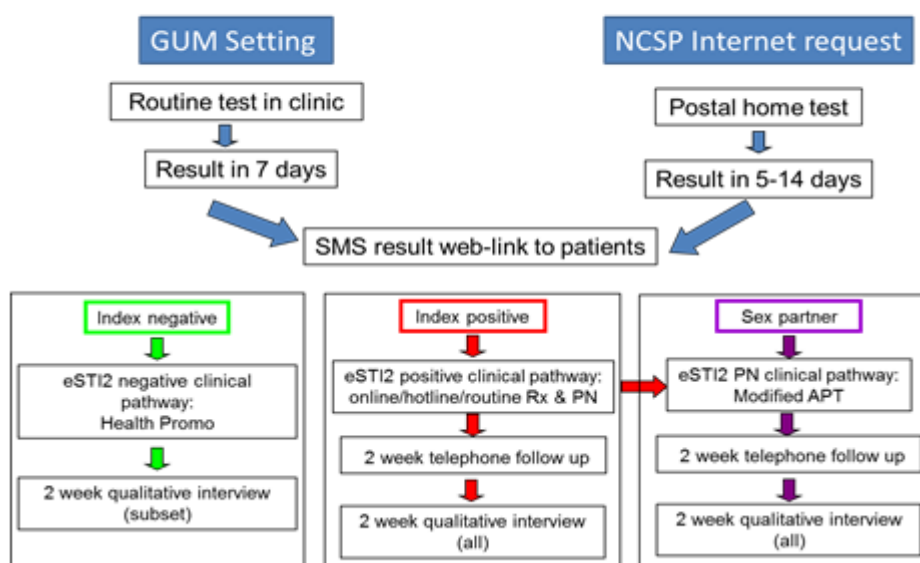 GUM Setting
NCSP Internet request
Routine test in clinic
Postal home test
Result in 7 days
Result in 5-14 days
SMS result web-link to patients
Index negative
eSTI2 negative clinical
pathway:
Health Promo
2 week qualitative interview
(subset)
Index positive
eSTI2 positive clinical pathway:
online/hotline/routine Rx & PN
2 week telephone follow up
2 week qualitative interview
(all)
Sex partner
eSTI2 PN clinical pathway:
Modified APT
2 week telephone follow up
2 week qualitative interview
(all)